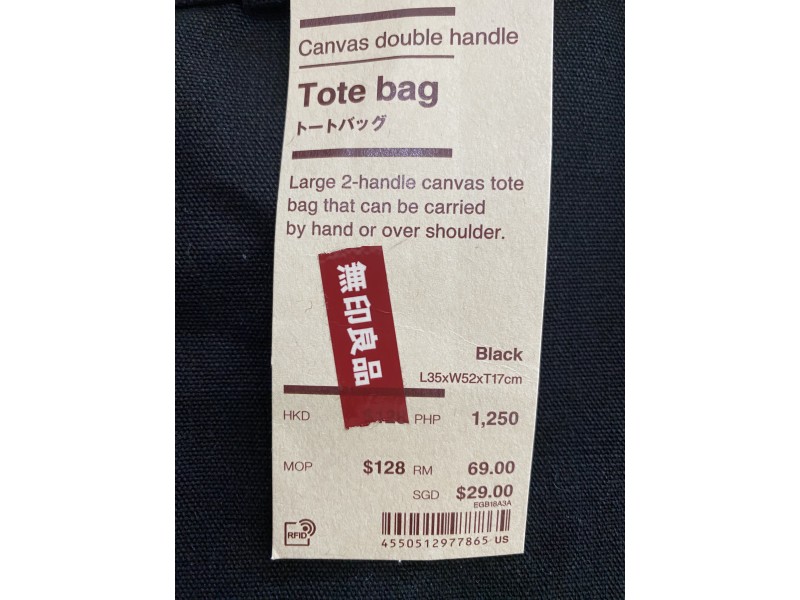 Canvas double handle
Tote bag
トートバッグ
Large 2-handle canvas tote
bag that can be carried
by hand or over shoulder.
無印良品
Black
L35xW52xT17cm
HKD PHP 1,250
MOP $128 RM 69.00
SGD $29.00
EGB18A3A
RFID
4550512977865 US